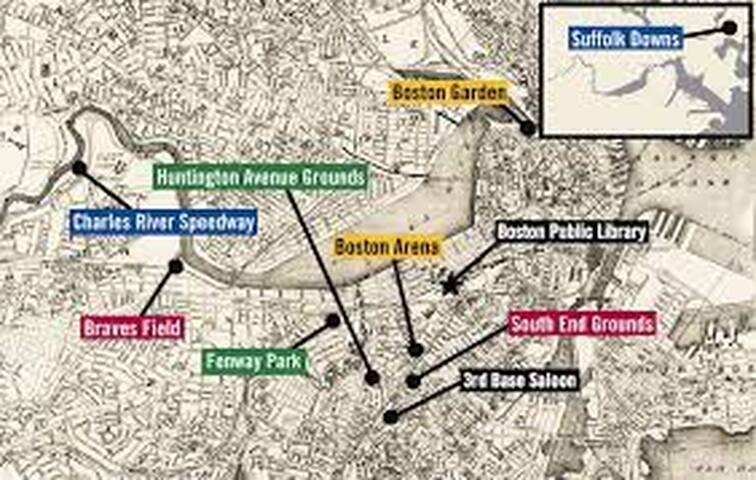 Suffolk Downs
Boston Garden
Huntington Avenue Grounds
Charles River Speedway
Boston Public Library
Boston Arena
Braves Field
South End Grounds
Fenway Park
3rd Base Saloon